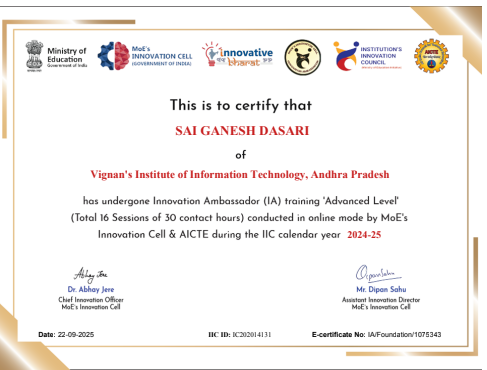 Ministry of
Education
Government of India
MoE's
INNOVATION CELL
(GOVERNMENT OF INDIA)
innovative
bharat
INSTITUTION'S
INNOVATION
COUNCIL
AICTE
This is to certify that
SAI GANESH DASARI
of
Vignan's Institute of Information Technology, Andhra Pradesh
has undergone Innovation Ambassador (IA) training 'Advanced Level'
(Total 16 Sessions of 30 contact hours) conducted in online mode by MoE's
Innovation Cell & AICTE during the IIC calendar year 2024-25
Dr. Abhay Jere
Chief Innovation Officer
MoE's Innovation Cell
Mr. Dipan Sahu
Assistant Innovation Director
MoE's Innovation Cell
Date: 22-09-2025
IIC ID: IC202014131
E-certificate No: IA/Foundation/1075343